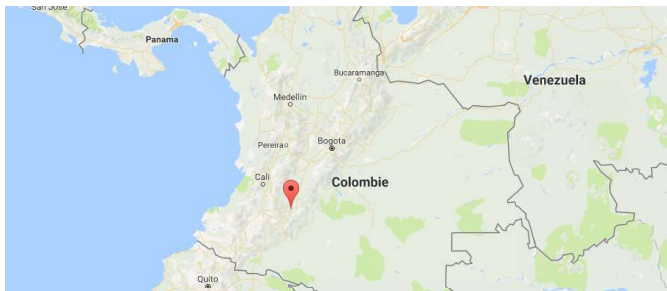 San José
Panama
Bucaramanga
Venezuela
Medellín
Pereira
Bogota
Cali
Colombie
Quito